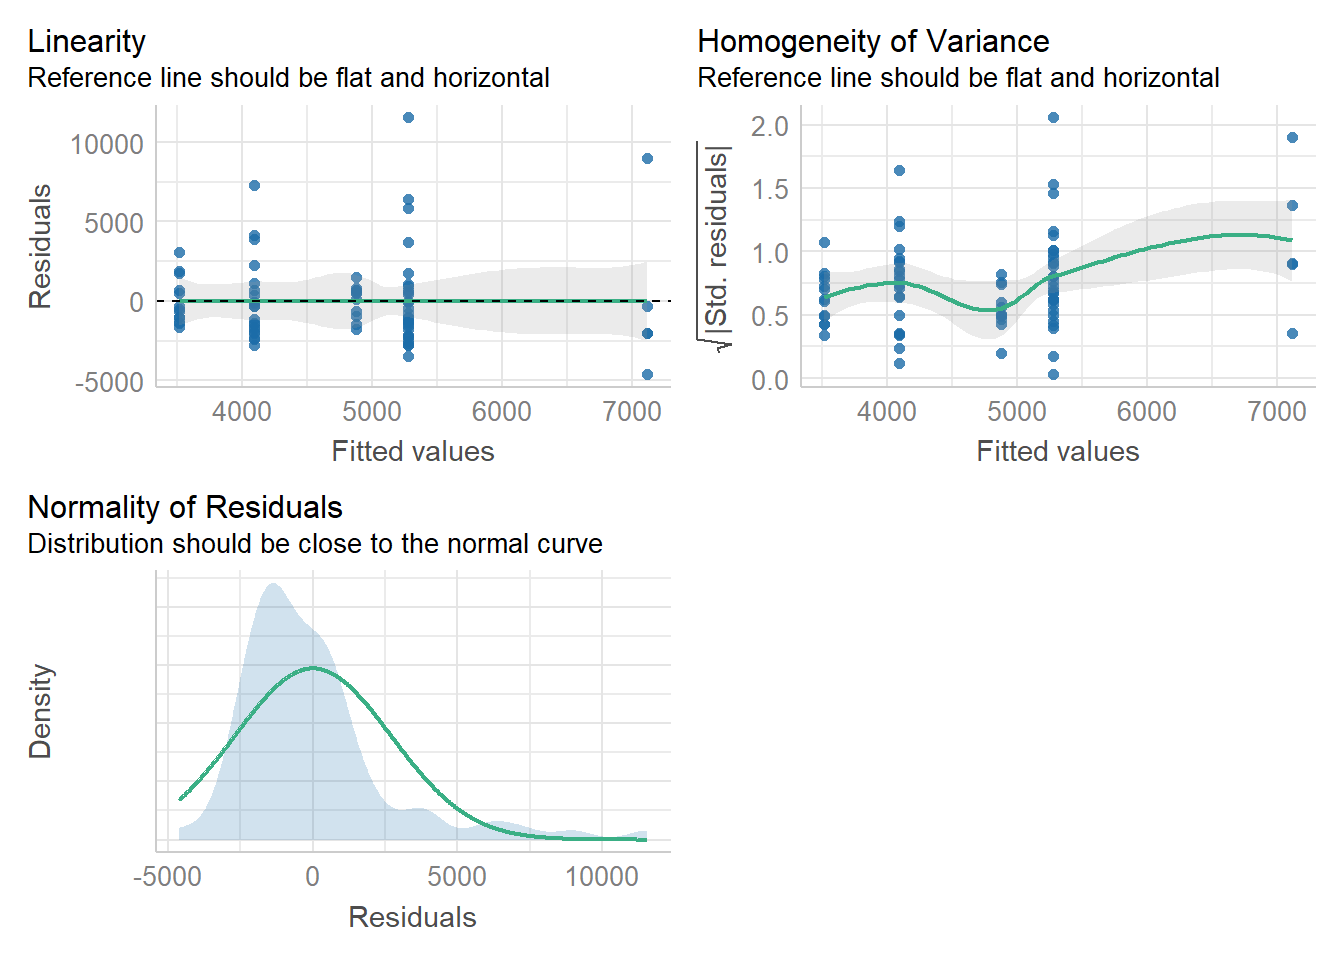 Linearity
Reference line should be flat and horizontal
10000
5000
0
-5000
Residuals
4000 5000 6000 7000
Fitted values
Homogeneity of Variance
Reference line should be flat and horizontal
2.0
1.5
1.0
0.5
0.0
√|Std. residuals|
4000 5000 6000 7000
Fitted values
Normality of Residuals
Distribution should be close to the normal curve
Density
-5000 0 5000 10000
Residuals